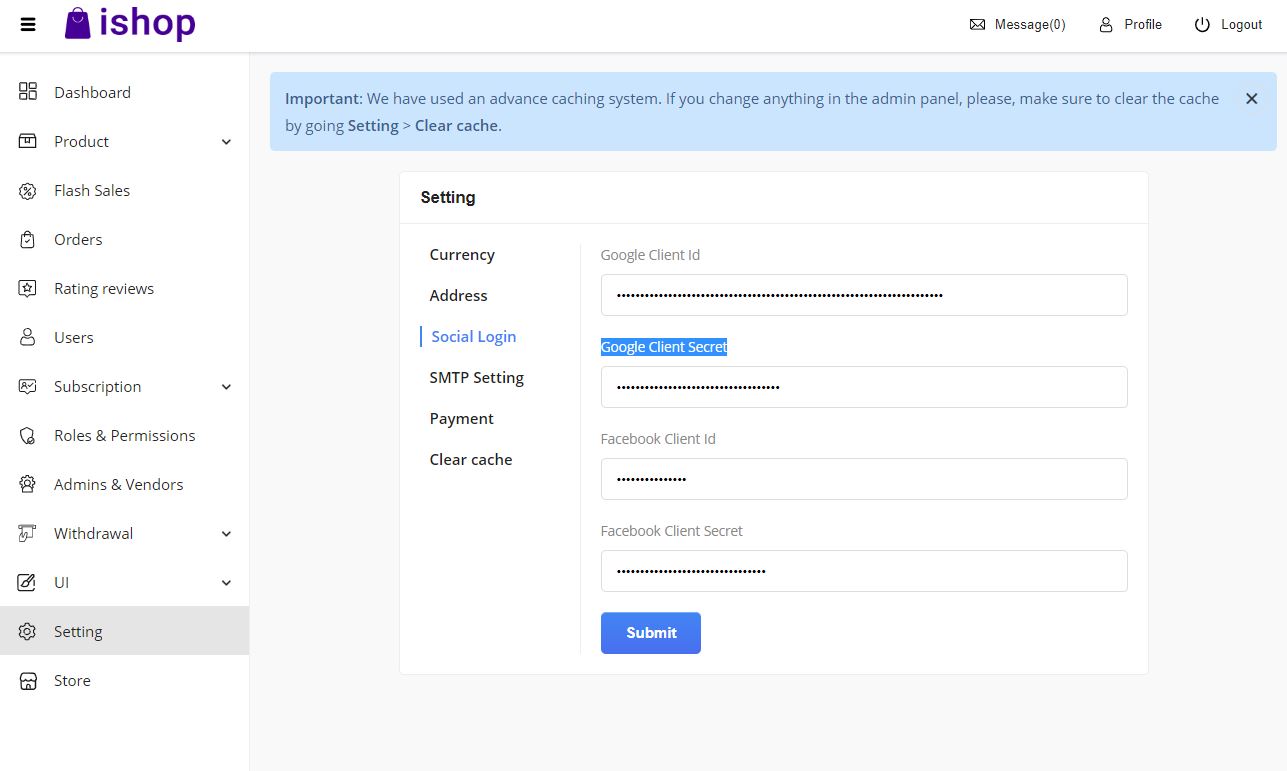 ishop
Message(0)
Profile
Logout
Dashboard
Product
Flash Sales
Orders
Rating reviews
Users
Subscription
Roles & Permissions
Admins & Vendors
Withdrawal
UI
Setting
Store
Important: We have used an advance caching system. If you change anything in the admin panel, please, make sure to clear the cache
by going Setting > Clear cache.
Setting
Currency
Address
Social Login
SMTP Setting
Payment
Clear cache
Google Client Id
Google Client Secret
Facebook Client Id
Facebook Client Secret
Submit